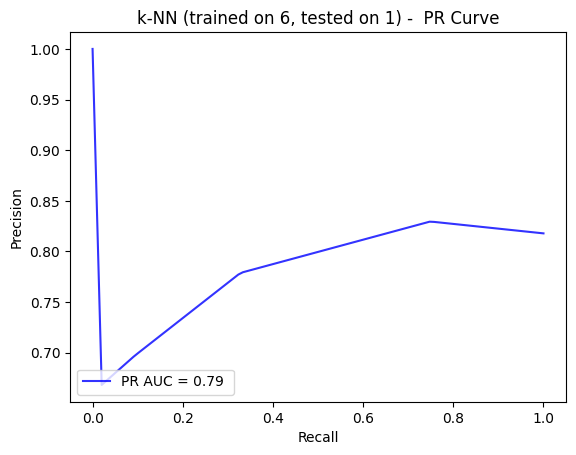 k-NN (trained on 6, tested on 1) -  PR Curve
1.00
0.95
0.90
0.85
0.80
0.75
0.70
Precision
PR AUC = 0.79
0.0 0.2 0.4 0.6 0.8 1.0
Recall